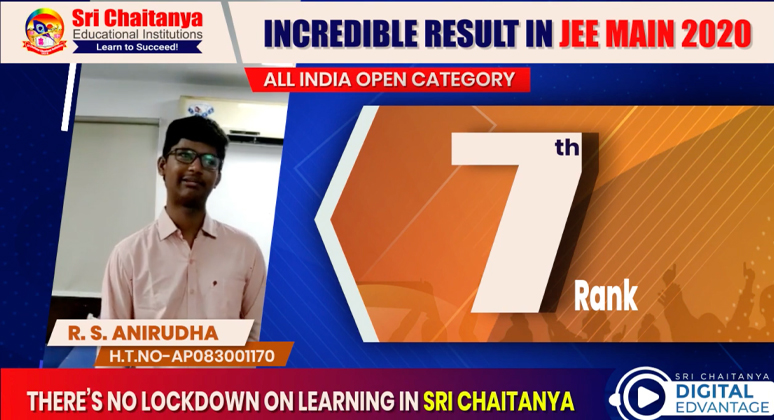 Sri Chaitanya
Educational Institutions
Learn to Succeed!
INCREDIBLE RESULT IN JEE MAIN 2020
ALL INDIA OPEN CATEGORY
7th
Rank
R. S. ANIRUDHA
H.T.NO-AP083001170
THERE'S NO LOCKDOWN ON LEARNING IN SRI CHAITANYA
SRI CHAITANYA
DIGITAL
EDVANTAGE